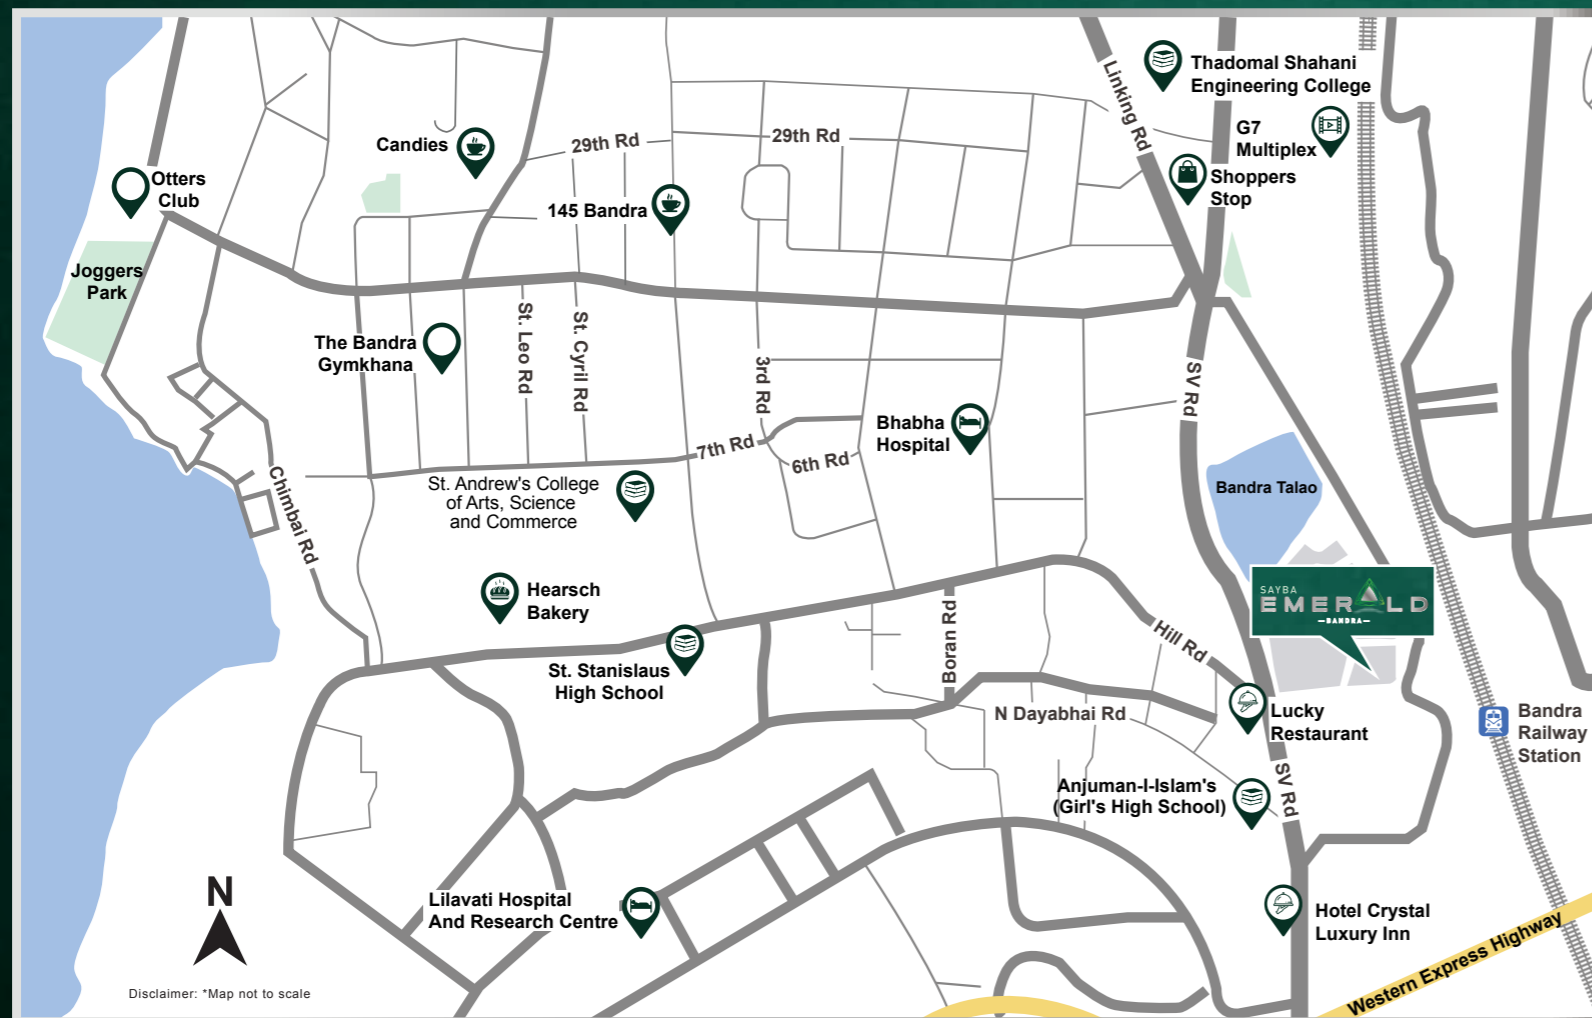 Linking Rd
Thadomal Shahani
Engineering College
G7
Multiplex
Candies
29th Rd
29th Rd
Otters
Club
Shoppers
Stop
145 Bandra
Joggers
Park
The Bandra
Gymkhana
St. Leo Rd
St. Cyril Rd
3rd Rd
SV Rd
Bhabha
Hospital
7th Rd
6th Rd
St. Andrew's College
of Arts, Science
and Commerce
Bandra Talao
Chimbai Rd
Hearsch
Bakery
SAYBA
EMERALD
BANDRA
Boran Rd
Hill Rd
St. Stanislaus
High School
N Dayabhai Rd
Lucky
Restaurant
Bandra
Railway
Station
SV Rd
Anjuman-I-Islam's
(Girl's High School)
N
Lilavati Hospital
And Research Centre
Hotel Crystal
Luxury Inn
Western Express Highway
Disclaimer: *Map not to scale